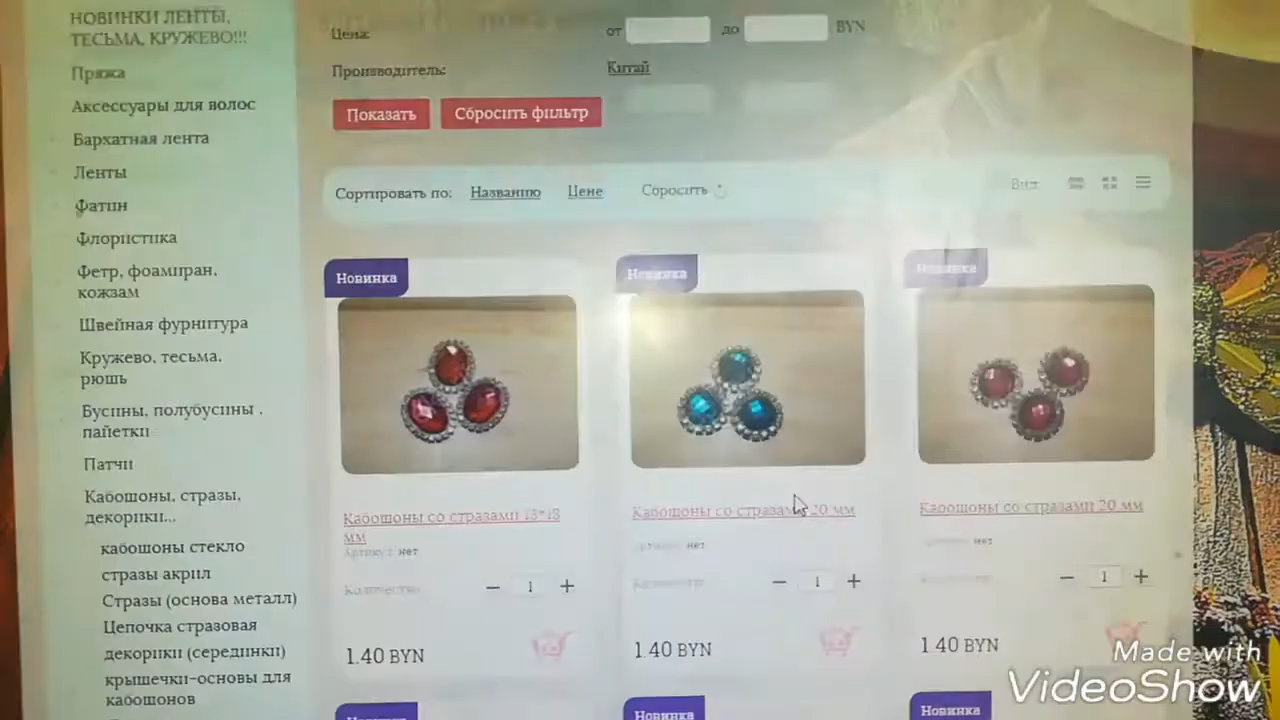 НОВИНКИ ЛЕНТЫ,
ТЕСЬМА, КРУЖЕВО!!!
Пряжа
Аксессуары для волос
Бархатная лента
Ленты
Фатин
Флористика
Фетр, фоамиран,
кожзам
Швейная фурнитура
Кружево, тесьма,
рюшь
Бусины, полубусины ,
пайетки
Патчи
Кабошоны, стразы,
декорики...
кабошоны стекло
стразы акрил
Стразы (основа металл)
Цепочка стразовая
декорики (серединки)
крышечки-основы для
кабошонов
Цена:
от
до
BYN
Производитель:
Китай
Показать
Сбросить фильтр
Сортировать по:
Названию
Цене
Сбросить
Вид:
Новинка
Новинка
Новинка
Кабошоны со стразами 13*18
мм
Артикул: нет
Количество:
− 1 +
1.40 BYN
Кабошоны со стразами 20 мм
Артикул: нет
Количество:
− 1 +
1.40 BYN
Кабошоны со стразами 20 мм
Артикул: нет
Количество:
− 1 +
1.40 BYN
Новинка
Новинка
Новинка
Made with
VideoShow